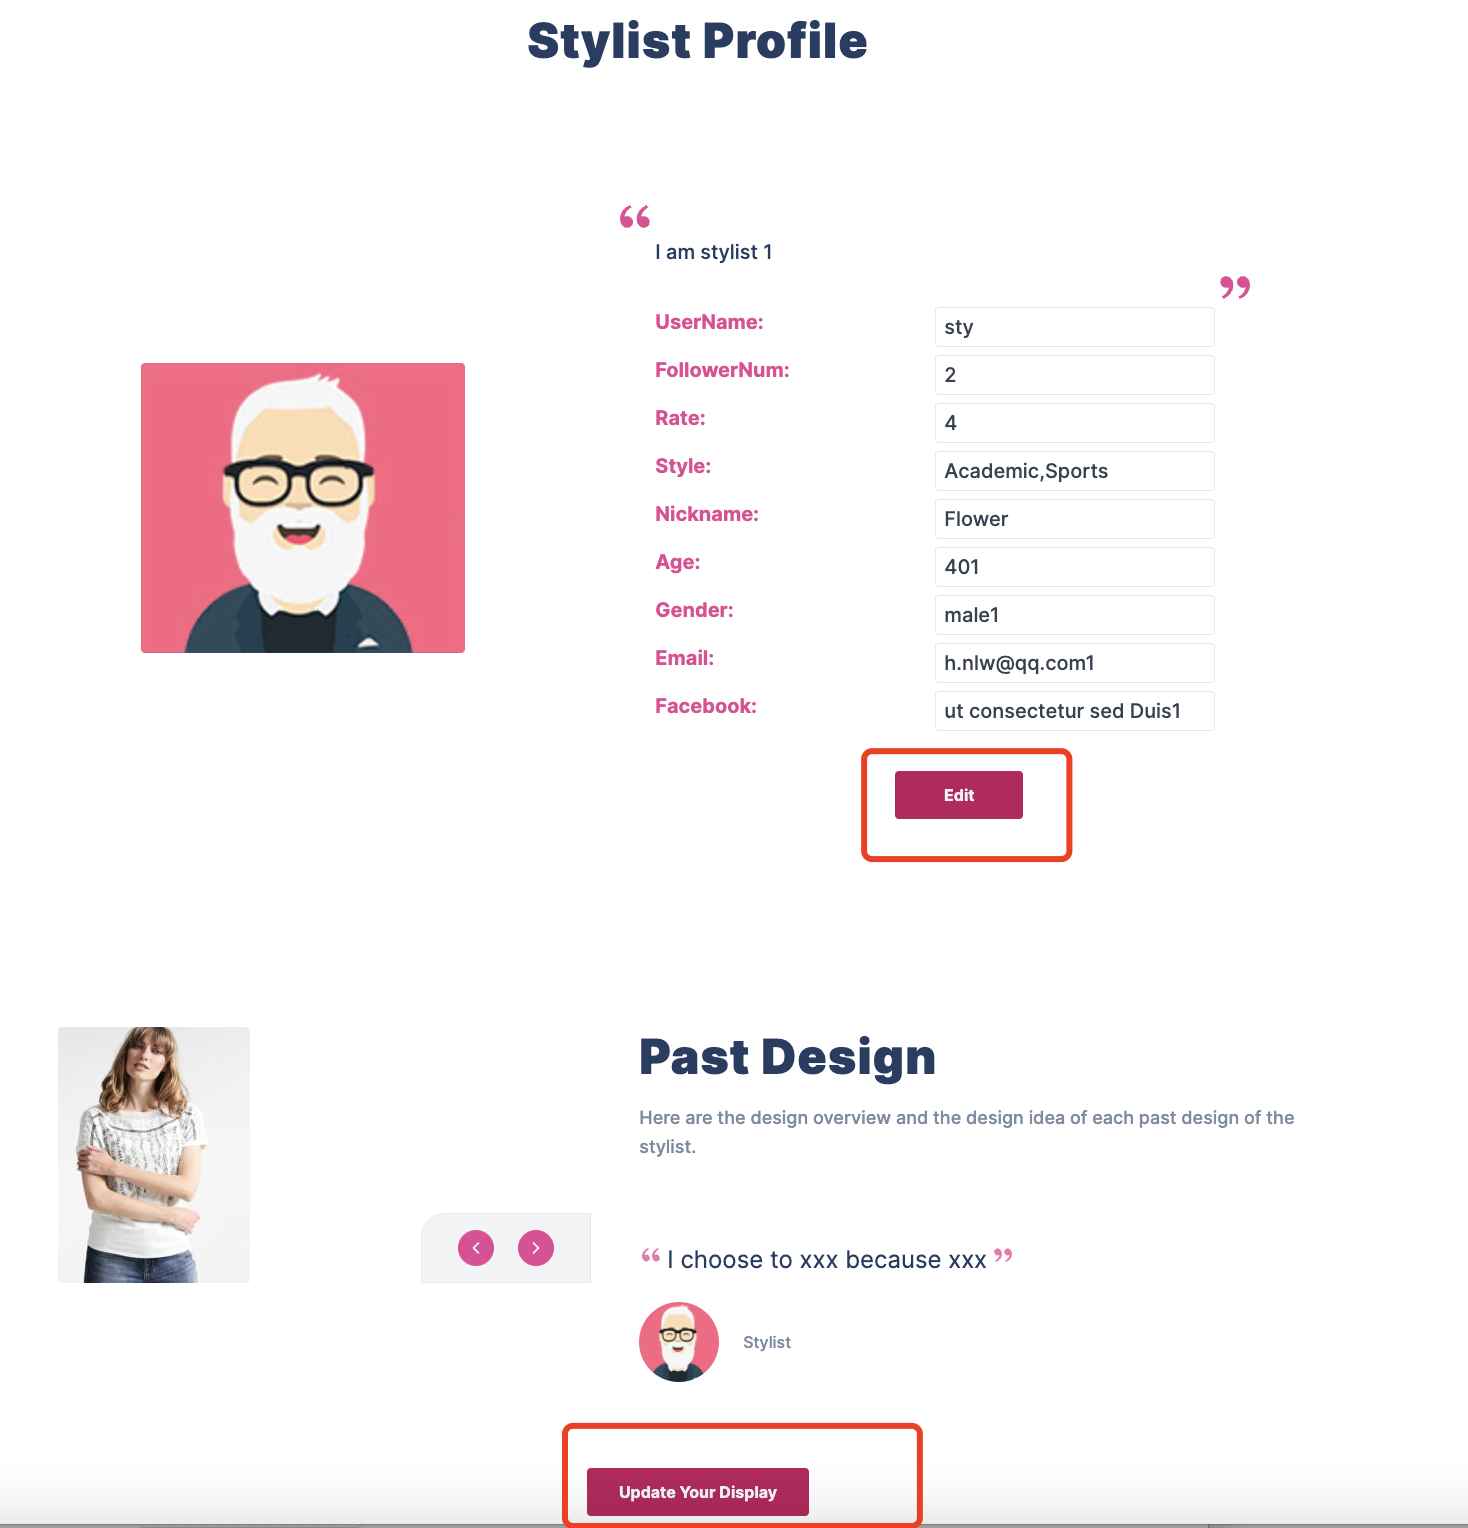 Stylist Profile
“
I am stylist 1
”
UserName: sty
FollowerNum: 2
Rate: 4
Style: Academic,Sports
Nickname: Flower
Age: 401
Gender: male1
Email: h.nlw@qq.com1
Facebook: ut consectetur sed Duis1
Edit
Past Design
Here are the design overview and the design idea of each past design of the
stylist.
“ I choose to xxx because xxx ”
Stylist
Update Your Display